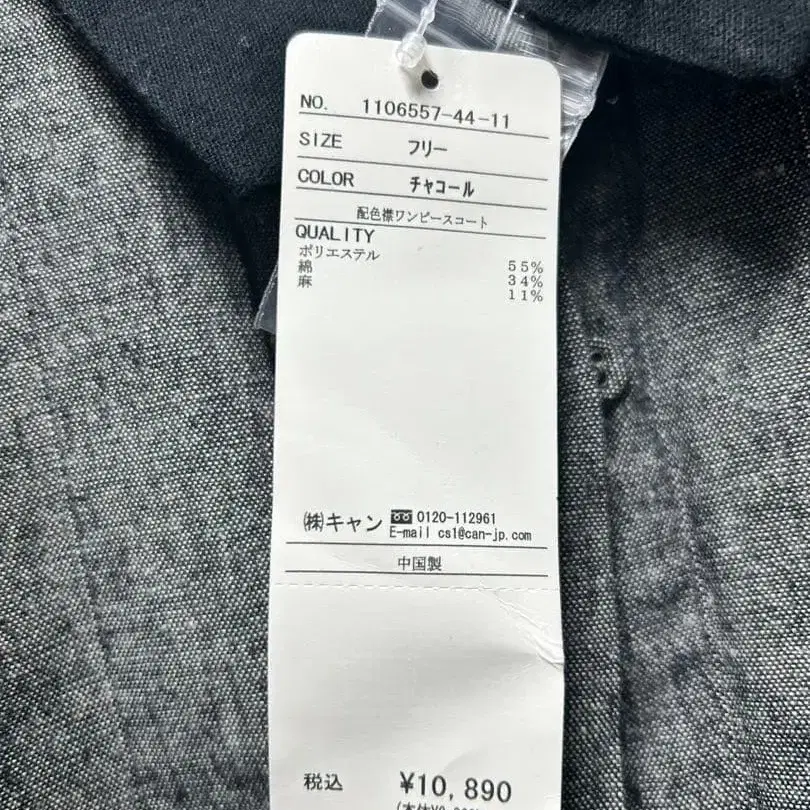 NO. 1106557-44-11
SIZE フリー
COLOR チャコール
配色襟ワンピースコート
QUALITY
ポリエステル 55%
綿 34%
麻 11%
㈱キャン 0120-112961
E-mail cs1@can-jp.com
中国製
税込 ¥10,890